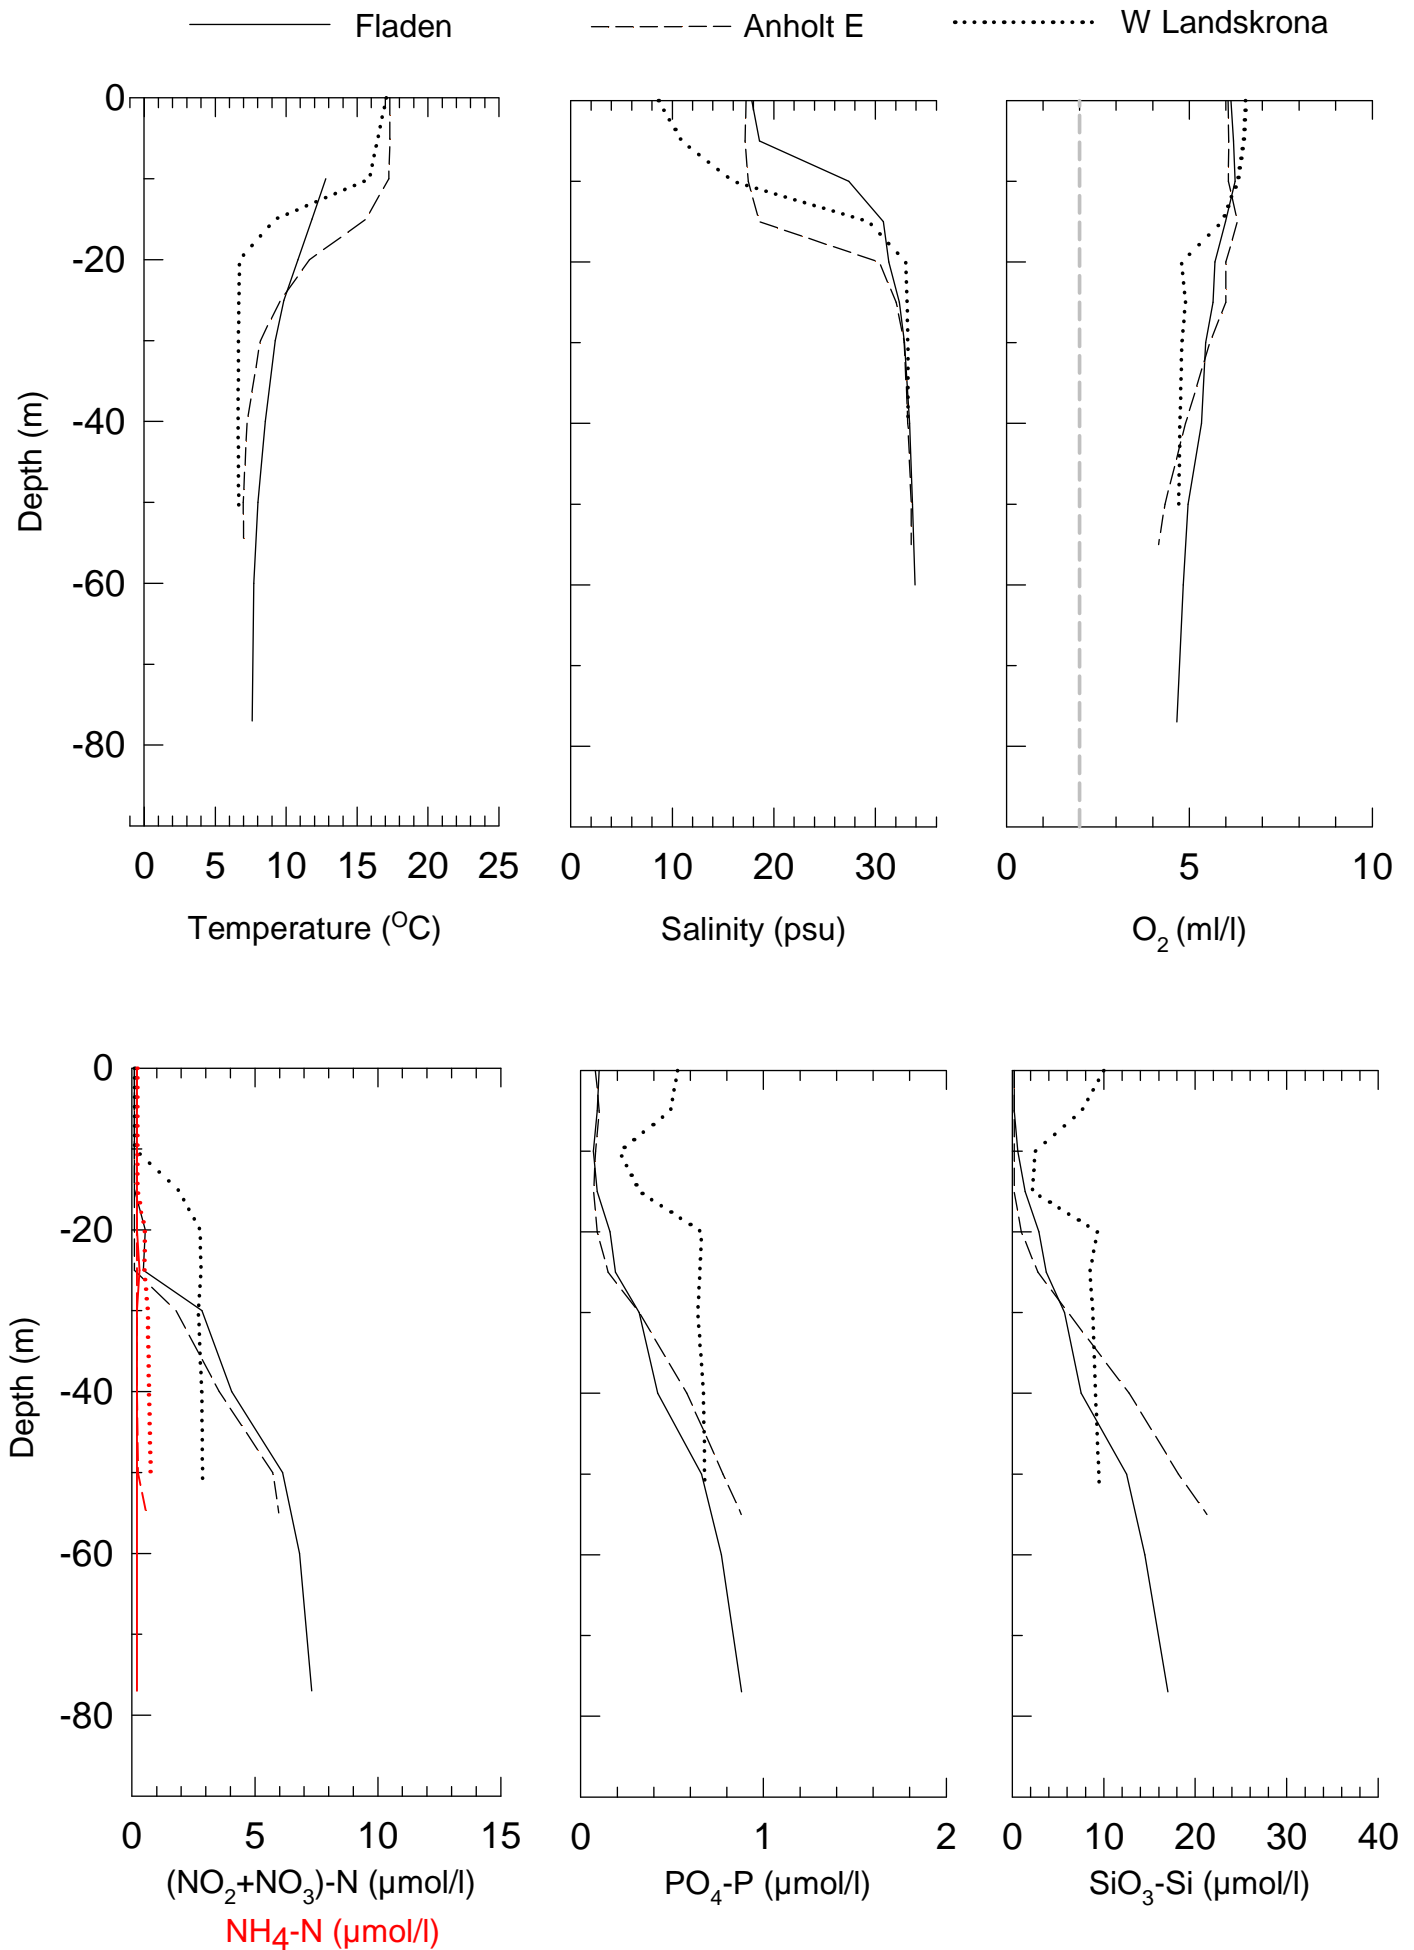 Fladen Anholt E W Landskrona
0
-20
-40
-60
-80
Depth (m)
0 5 10 15 20 25
0 10 20 30
0 5 10
Temperature (°C)
Salinity (psu)
O2 (ml/l)
0
-20
-40
-60
-80
Depth (m)
0 5 10 15
0 1 2
0 10 20 30 40
(NO2+NO3)-N (µmol/l)
NH4-N (µmol/l)
PO4-P (µmol/l)
SiO3-Si (µmol/l)